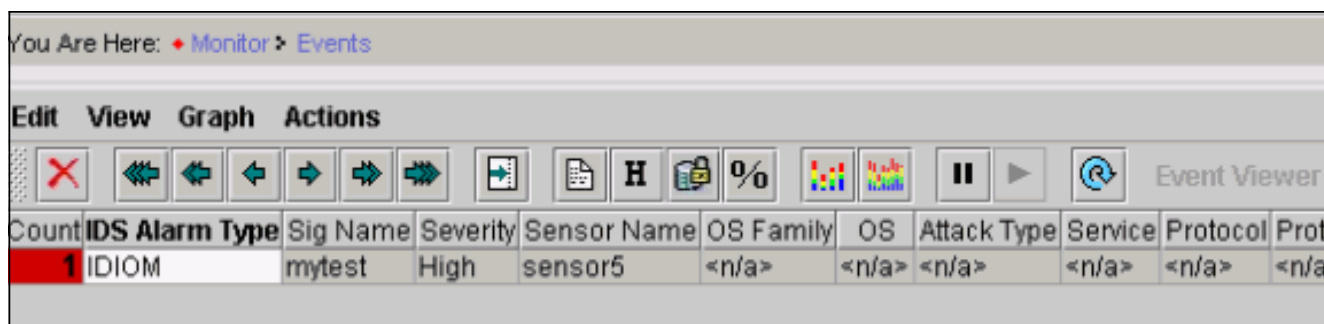 You Are Here: Monitor > Events
Edit View Graph Actions
H % Event Viewer
Count IDS Alarm Type Sig Name Severity Sensor Name OS Family OS Attack Type Service Protocol Prot
1 IDIOM mytest High sensor5 <n/a> <n/a> <n/a> <n/a> <n/a> <n/a